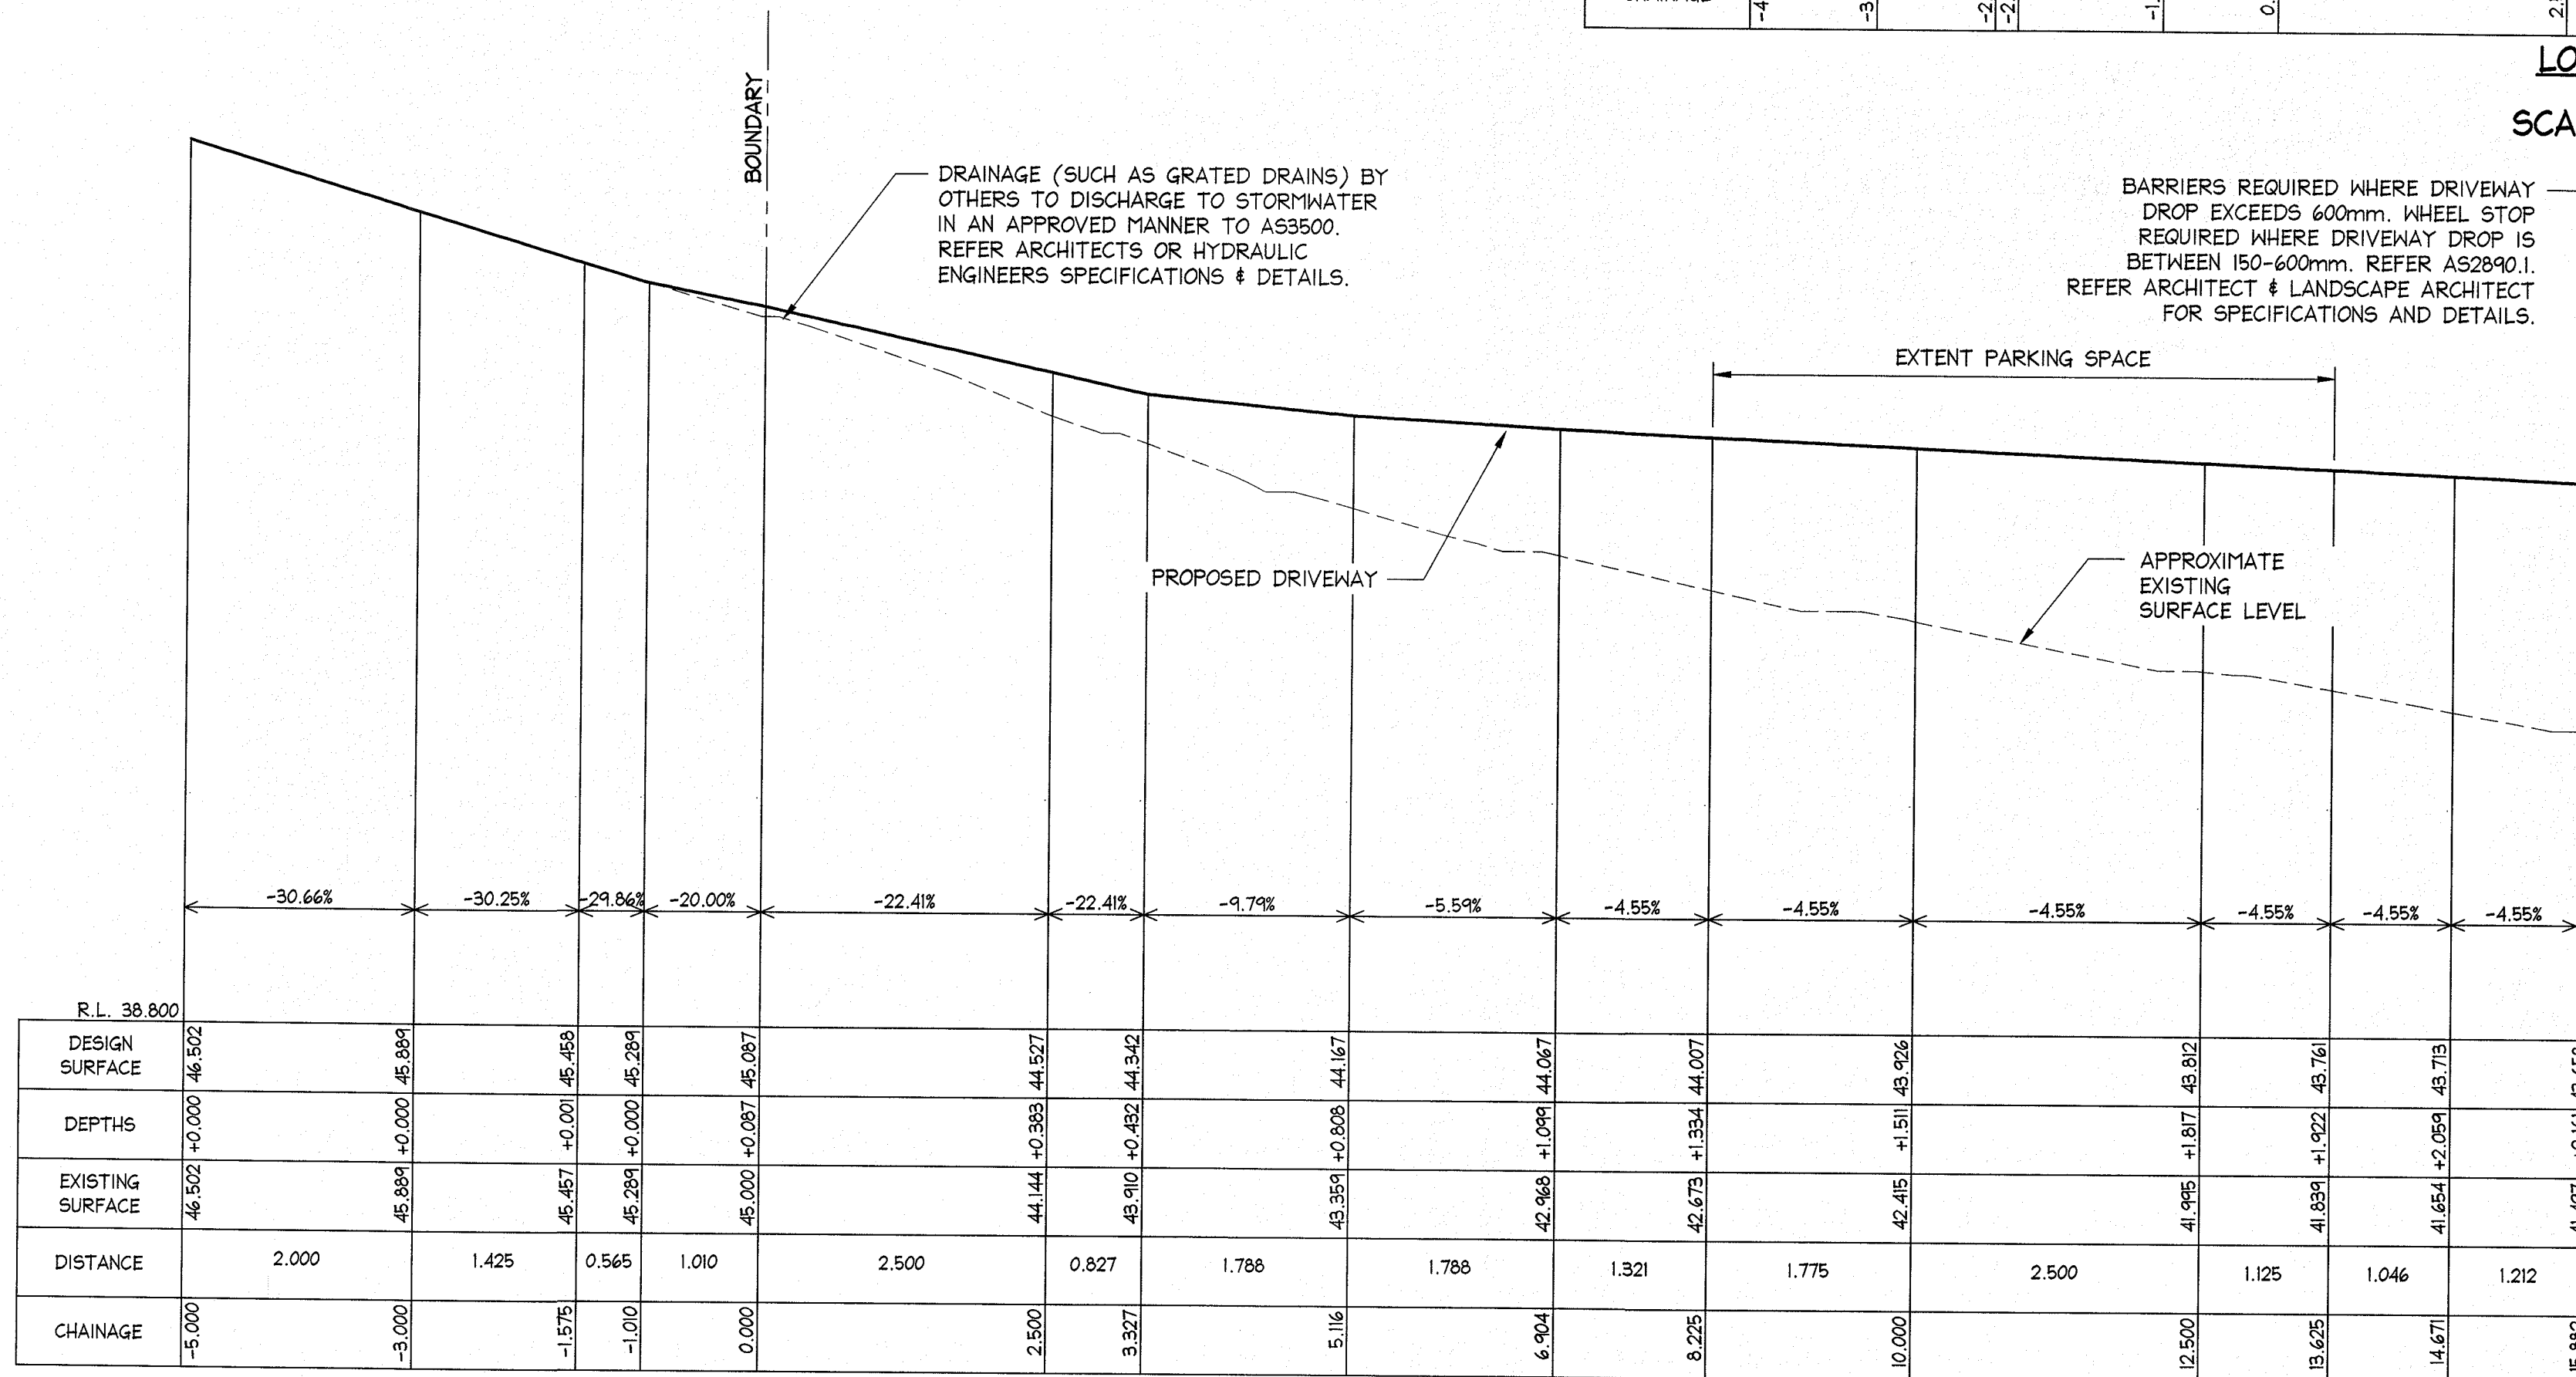 LO
SCA
BOUNDARY
DRAINAGE (SUCH AS GRATED DRAINS) BY
OTHERS TO DISCHARGE TO STORMWATER
IN AN APPROVED MANNER TO AS3500.
REFER ARCHITECTS OR HYDRAULIC
ENGINEERS SPECIFICATIONS & DETAILS.
BARRIERS REQUIRED WHERE DRIVEWAY
DROP EXCEEDS 600mm. WHEEL STOP
REQUIRED WHERE DRIVEWAY DROP IS
BETWEEN 150-600mm. REFER AS2890.1.
REFER ARCHITECT & LANDSCAPE ARCHITECT
FOR SPECIFICATIONS AND DETAILS.
EXTENT PARKING SPACE
PROPOSED DRIVEWAY
APPROXIMATE
EXISTING
SURFACE LEVEL
-30.66% -30.25% -29.86% -20.00% -22.41% -22.41% -9.79% -5.59% -4.55% -4.55% -4.55% -4.55% -4.55% -4.55%
R.L. 38.800
DESIGN
SURFACE
46.502 45.889 45.458 45.289 45.087 44.527 44.342 44.167 44.067 44.007 43.926 43.812 43.761 43.713
DEPTHS
+0.000 +0.000 +0.001 +0.000 +0.087 +0.383 +0.432 +0.808 +1.099 +1.334 +1.511 +1.817 +1.922 +2.059
EXISTING
SURFACE
46.502 45.889 45.457 45.289 45.000 44.144 43.910 43.359 42.968 42.673 42.415 41.995 41.839 41.654
DISTANCE
2.000 1.425 0.565 1.010 2.500 0.827 1.788 1.788 1.321 1.775 2.500 1.125 1.046 1.212
CHAINAGE
-5.000 -3.000 -1.575 -1.010 0.000 2.500 3.327 5.116 6.904 8.225 10.000 12.500 13.625 14.671